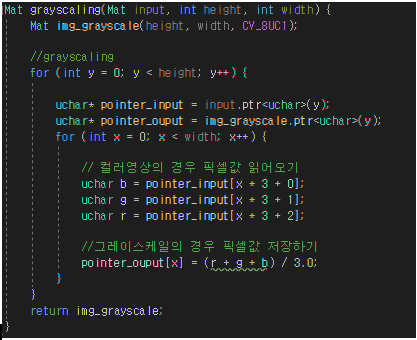 Mat grayscaling(Mat input, int height, int width) {
Mat img_grayscale(height, width, CV_8UC1);
//grayscaling
for (int y = 0; y < height; y++) {
uchar* pointer_input = input.ptr<uchar>(y);
uchar* pointer_ouput = img_grayscale.ptr<uchar>(y);
for (int x = 0; x < width; x++) {
// 컬러영상의 경우 픽셀값 읽어오기
uchar b = pointer_input[x + 3 + 0];
uchar g = pointer_input[x + 3 + 1];
uchar r = pointer_input[x + 3 + 2];
//그레이스케일의 경우 픽셀값 저장하기
pointer_ouput[x] = (r + g + b) / 3.0;
}
}
return img_grayscale;
}